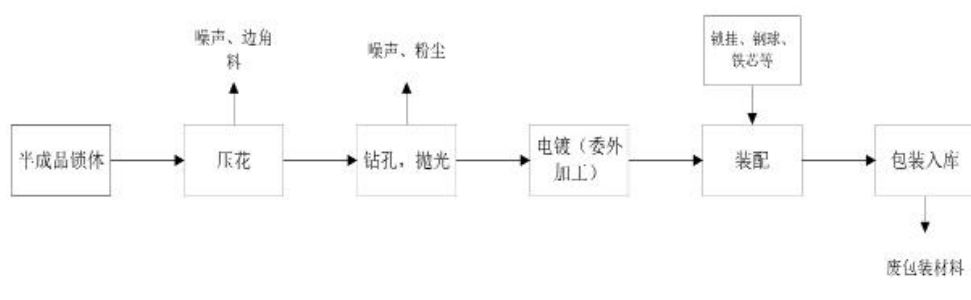 噪声、边角
料
噪声、粉尘
锁挂、钢球、
铁芯等
半成品锁体
压花
钻孔，抛光
电镀（委外
加工）
装配
包装入库
废包装材料